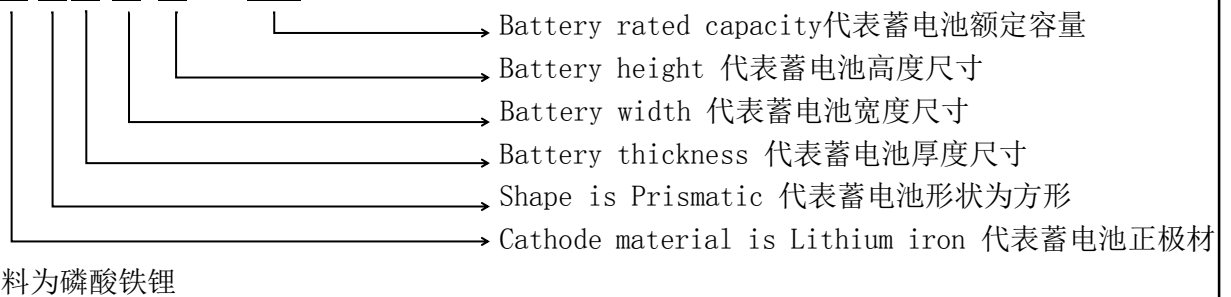 Battery rated capacity代表蓄电池额定容量
Battery height 代表蓄电池高度尺寸
Battery width 代表蓄电池宽度尺寸
Battery thickness 代表蓄电池厚度尺寸
Shape is Prismatic 代表蓄电池形状为方形
Cathode material is Lithium iron 代表蓄电池正极材
料为磷酸铁锂